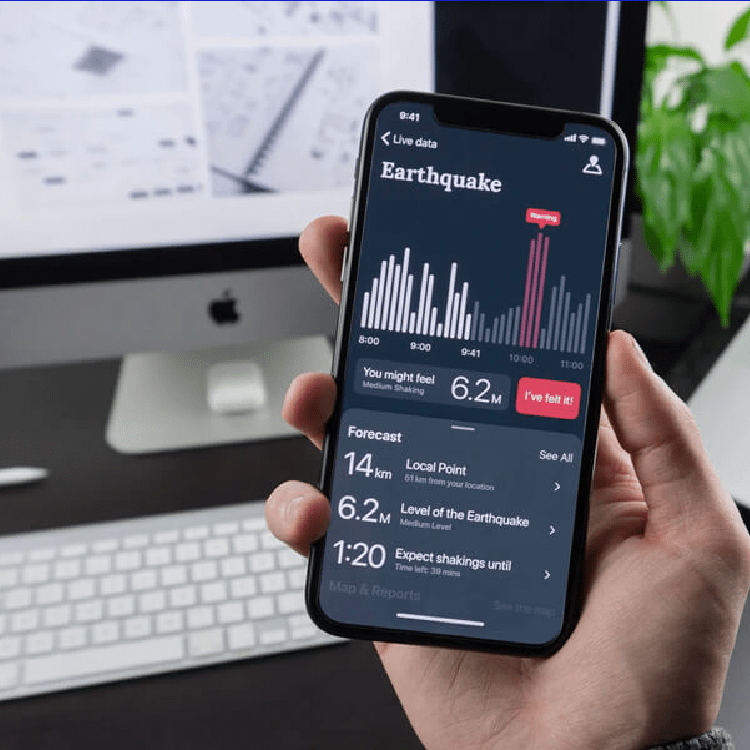 9:41
Live data
Earthquake
Warning
8:00
9:00
9:41
10:00
11:00
You might feel
Medium Shaking
6.2M
I've felt it!
Forecast
See All
14km
Local Point
51 km from your location
6.2M
Level of the Earthquake
Medium Level
1:20
Expect shakings until
Time left: 39 mins
Map & Reports
See the map